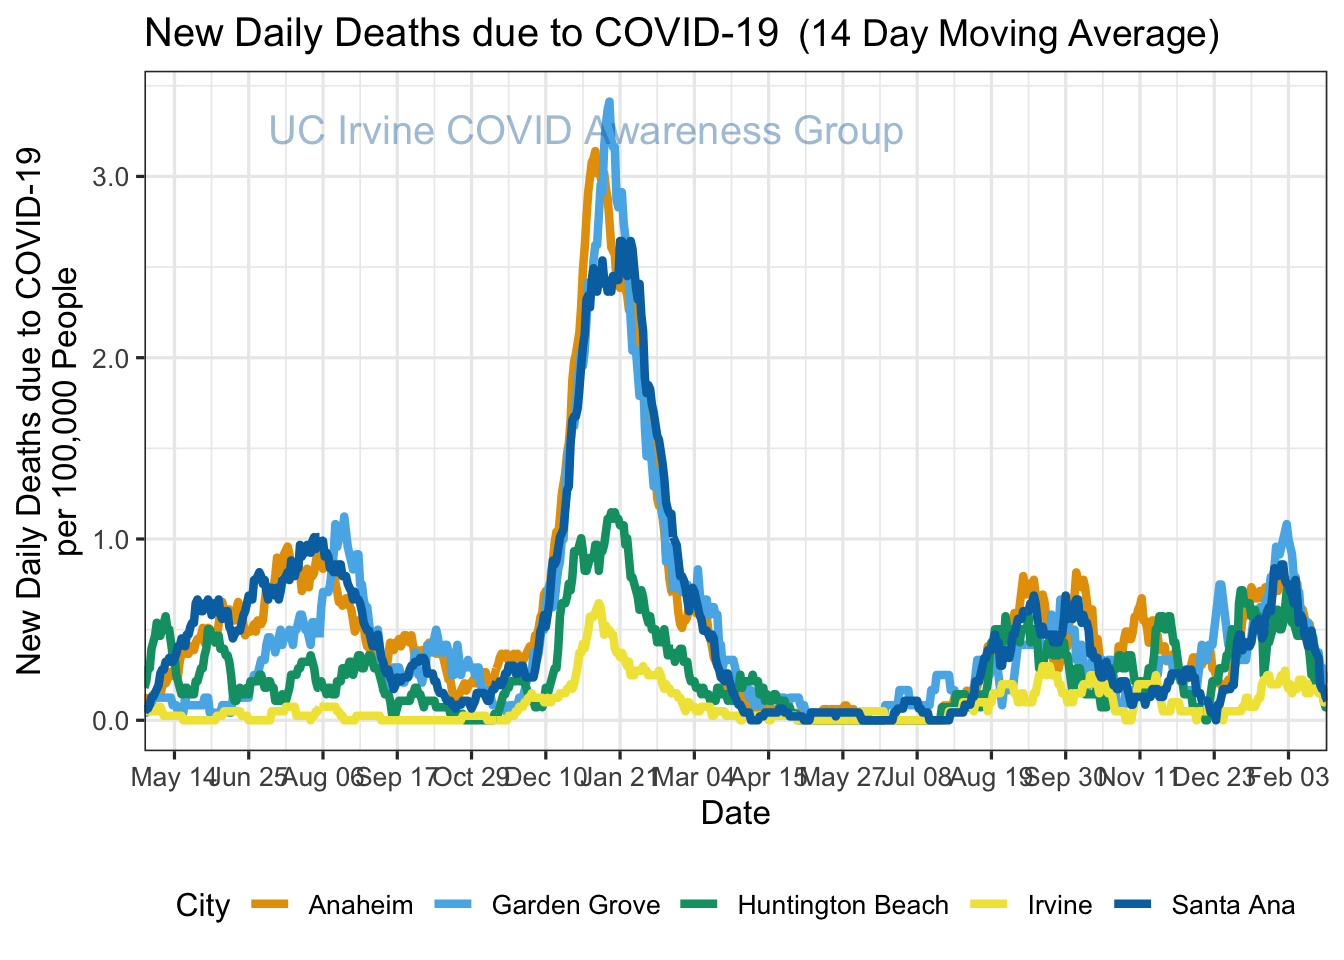 New Daily Deaths due to COVID-19 (14 Day Moving Average)
UC Irvine COVID Awareness Group
New Daily Deaths due to COVID-19
per 100,000 People
3.0
2.0
1.0
0.0
May 14 Jun 25 Aug 06 Sep 17 Oct 29 Dec 10 Jan 21 Mar 04 Apr 15 May 27 Jul 08 Aug 19 Sep 30 Nov 11 Dec 23 Feb 03
Date
City Anaheim Garden Grove Huntington Beach Irvine Santa Ana